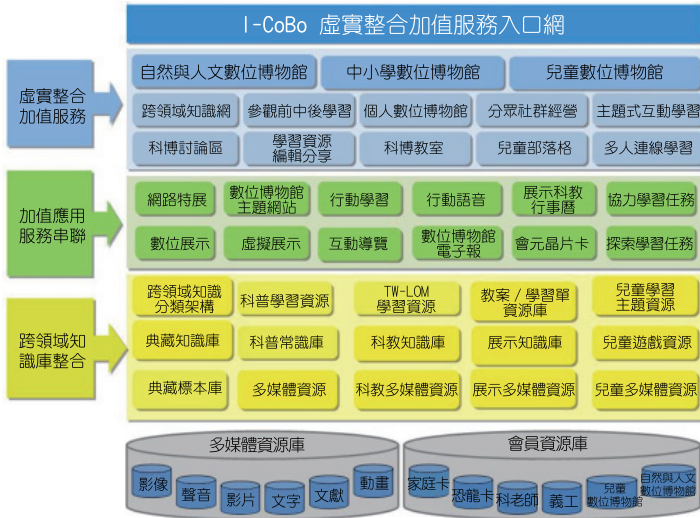 I-CoBo 虛實整合加值服務入口網
虛實整合
加值服務
自然與人文數位博物館
中小學數位博物館
兒童數位博物館
跨領域知識網
參觀前中後學習
個人數位博物館
分眾社群經營
主題式互動學習
科博討論區
學習資源
編輯分享
科博教室
兒童部落格
多人連線學習
加值應用
服務串聯
網路特展
數位博物館
主題網站
行動學習
行動語音
展示科教
行事曆
協力學習任務
數位展示
虛擬展示
互動導覽
數位博物館
電子報
會元晶片卡
探索學習任務
跨領域知
識庫整合
跨領域知識
分類架構
科普學習資源
TW-LOM
學習資源
教案/學習單
資源庫
兒童學習
主題資源
典藏知識庫
科普常識庫
科教知識庫
展示知識庫
兒童遊戲資源
典藏標本庫
多媒體資源
科教多媒體資源
展示多媒體資源
兒童多媒體資源
多媒體資源庫
影像
聲音
影片
文字
文獻
動畫
會員資源庫
家庭卡
恐龍卡
科老師
義工
兒童
數位博物館
自然與人文
數位博物館